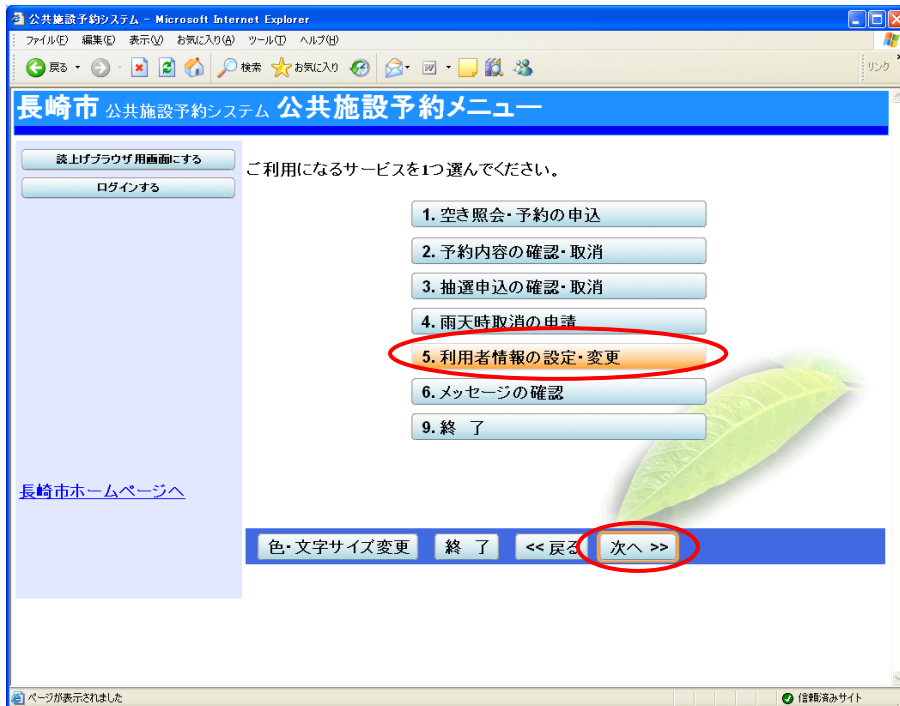 公共施設予約システム - Microsoft Internet Explorer
ファイル(F) 編集(E) 表示(V) お気に入り(A) ツール(T) ヘルプ(H)
戻る 検索 お気に入り リンク
長崎市 公共施設予約システム 公共施設予約メニュー
読上げブラウザ用画面にする
ログインする
ご利用になるサービスを1つ選んでください。
1. 空き照会・予約の申込
2. 予約内容の確認・取消
3. 抽選申込の確認・取消
4. 雨天時取消の申請
5. 利用者情報の設定・変更
6. メッセージの確認
9. 終 了
長崎市ホームページへ
色・文字サイズ変更 終 了 << 戻る 次へ >>
ページが表示されました 信頼済みサイト